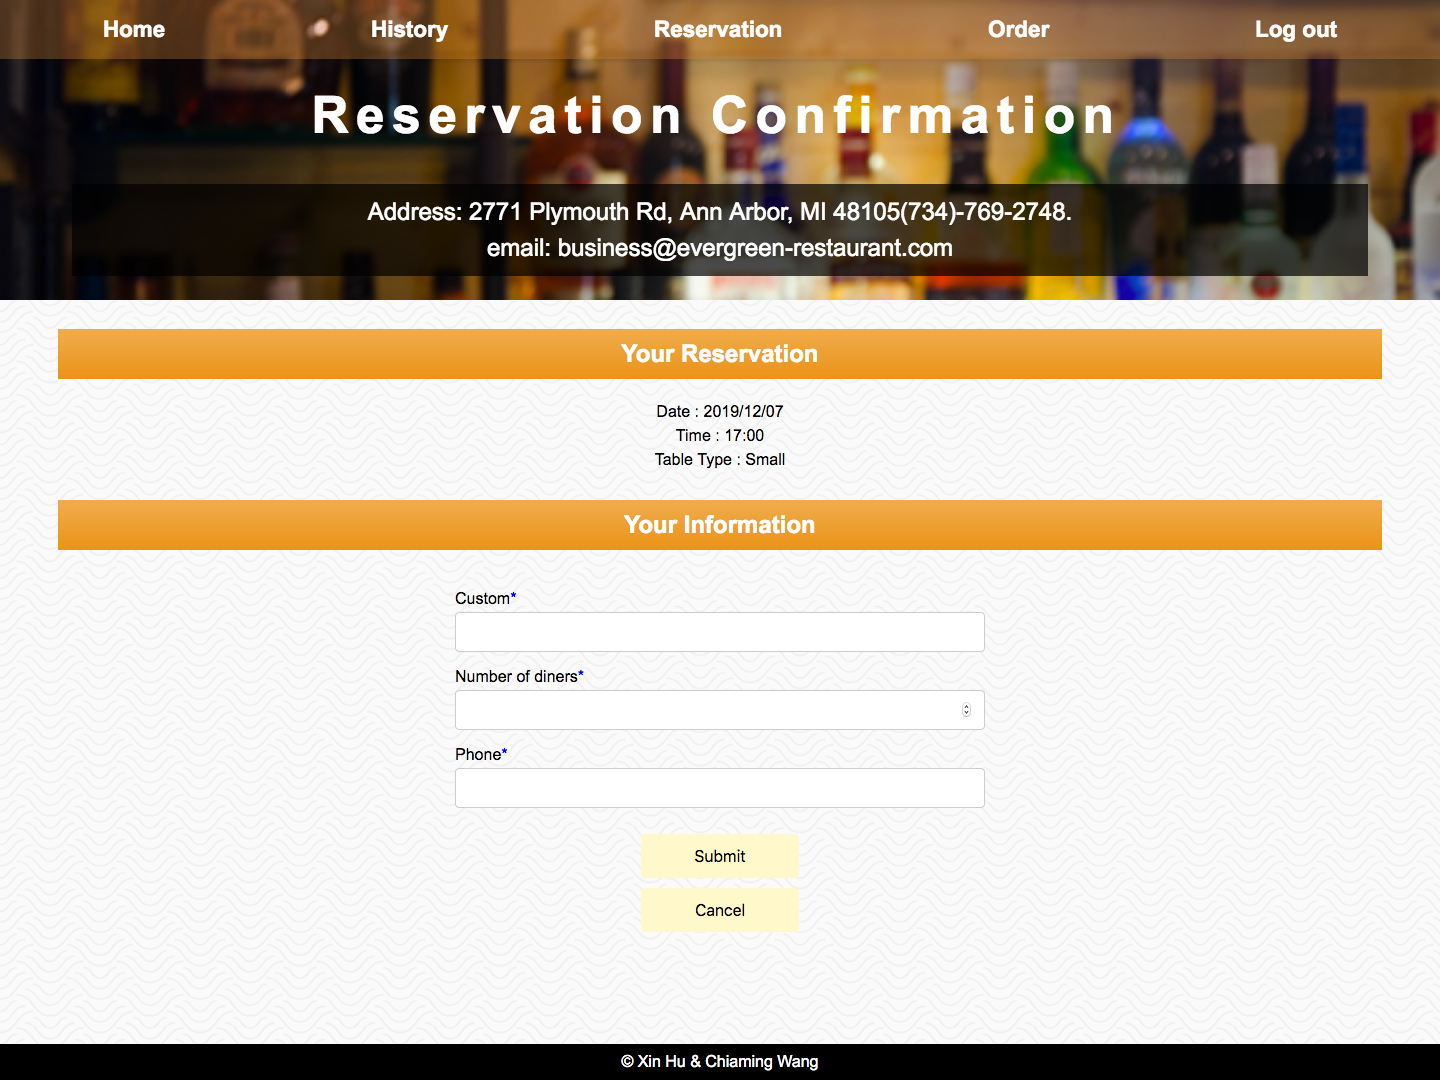 Home History Reservation Order Log out
Reservation Confirmation
Address: 2771 Plymouth Rd, Ann Arbor, MI 48105(734)-769-2748.
email: business@evergreen-restaurant.com
Your Reservation
Date : 2019/12/07
Time : 17:00
Table Type : Small
Your Information
Custom*
Number of diners*
Phone*
Submit
Cancel
© Xin Hu & Chiaming Wang